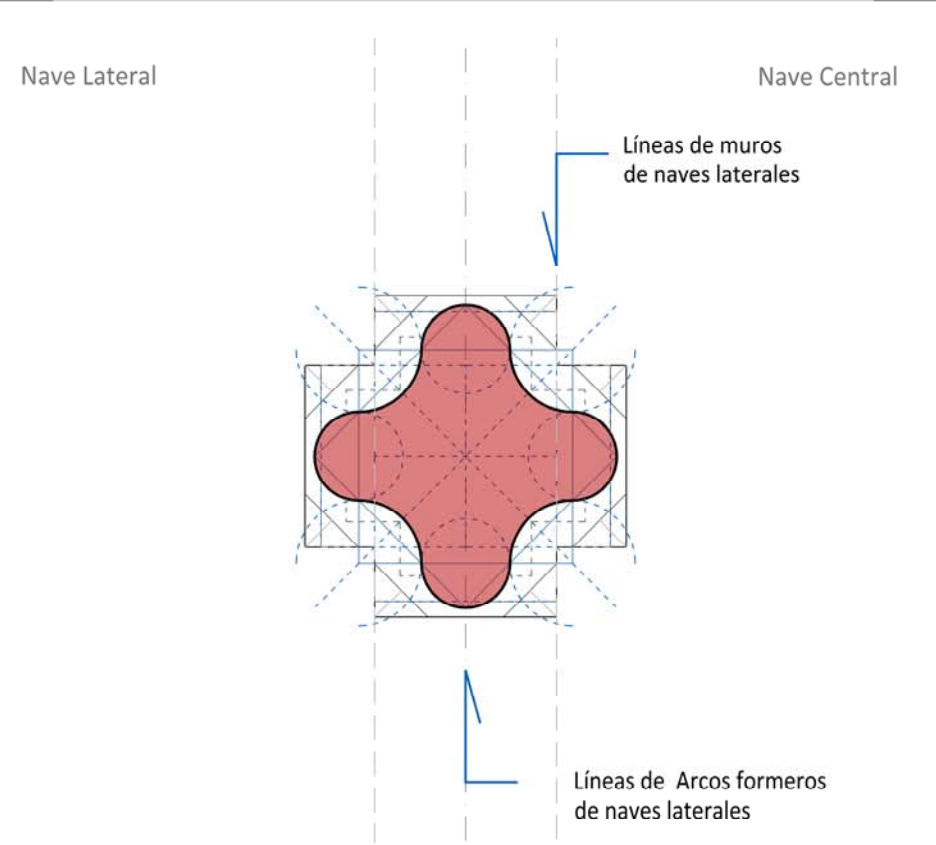 Nave Lateral
Nave Central
Líneas de muros
de naves laterales
Líneas de Arcos formeros
de naves laterales